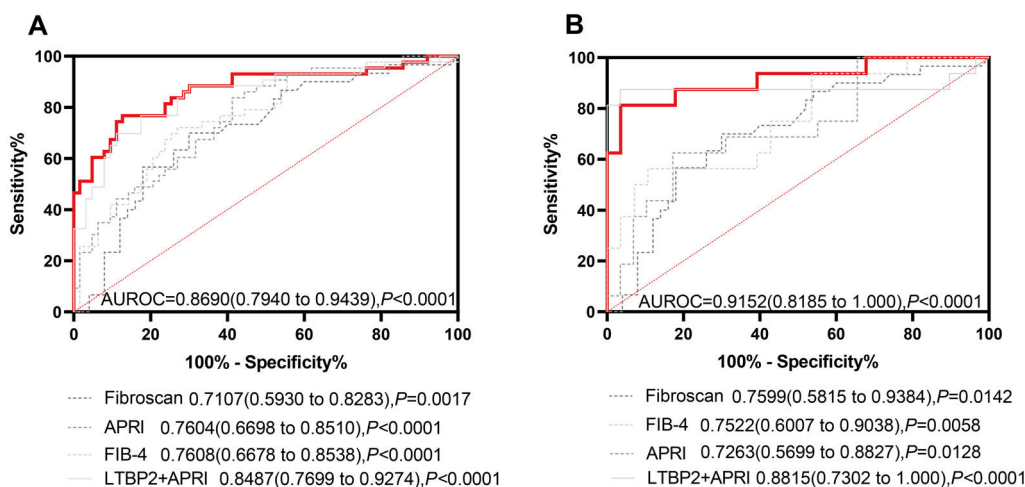 A
Sensitivity%
100
80
60
40
20
0
AUROC=0.8690(0.7940 to 0.9439),P<0.0001
0 20 40 60 80 100
100% - Specificity%
Fibroscan 0.7107(0.5930 to 0.8283),P=0.0017
APRI 0.7604(0.6698 to 0.8510),P<0.0001
FIB-4 0.7608(0.6678 to 0.8538),P<0.0001
LTBP2+APRI 0.8487(0.7699 to 0.9274),P<0.0001
B
Sensitivity%
100
80
60
40
20
0
AUROC=0.9152(0.8185 to 1.000),P<0.0001
0 20 40 60 80 100
100% - Specificity%
Fibroscan 0.7599(0.5815 to 0.9384),P=0.0142
FIB-4 0.7522(0.6007 to 0.9038),P=0.0058
APRI 0.7263(0.5699 to 0.8827),P=0.0128
LTBP2+APRI 0.8815(0.7302 to 1.000),P<0.0001